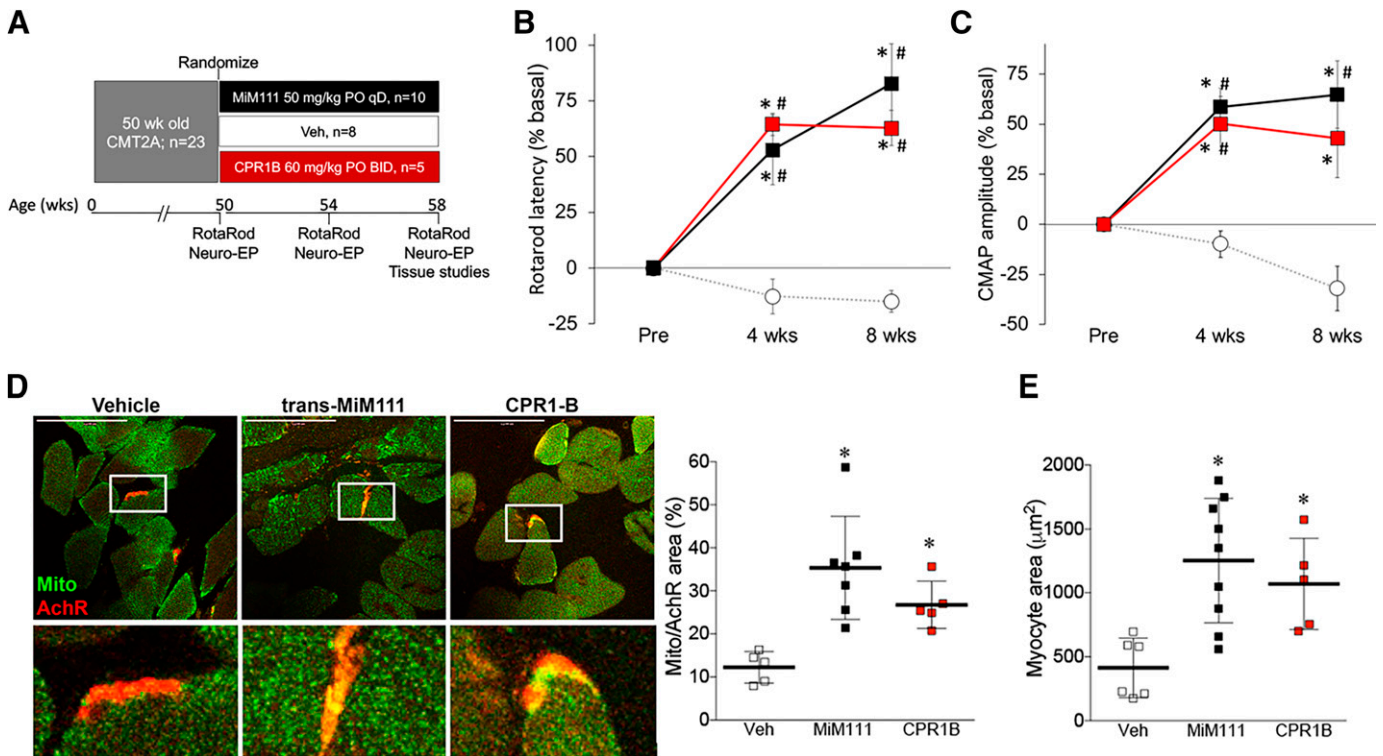 A
Randomize
50 wk old
CMT2A; n=23
MiM111 50 mg/kg PO qD, n=10
Veh, n=8
CPR1B 60 mg/kg PO BID, n=5
Age (wks)
0
50
54
58
RotaRod
Neuro-EP
RotaRod
Neuro-EP
RotaRod
Neuro-EP
Tissue studies
B
Rotarod latency (% basal)
100
75
50
25
0
-25
* #
* #
* #
* #
Pre
4 wks
8 wks
C
CMAP amplitude (% basal)
75
50
25
0
-25
-50
* #
* #
* #
*
Pre
4 wks
8 wks
D
Vehicle
trans-MiM111
CPR1-B
Mito
AchR
Mito/AchR area (%)
60
50
40
30
20
10
0
*
*
Veh
MiM111
CPR1B
E
Myocyte area (μm²)
2000
1500
1000
500
0
*
*
Veh
MiM111
CPR1B